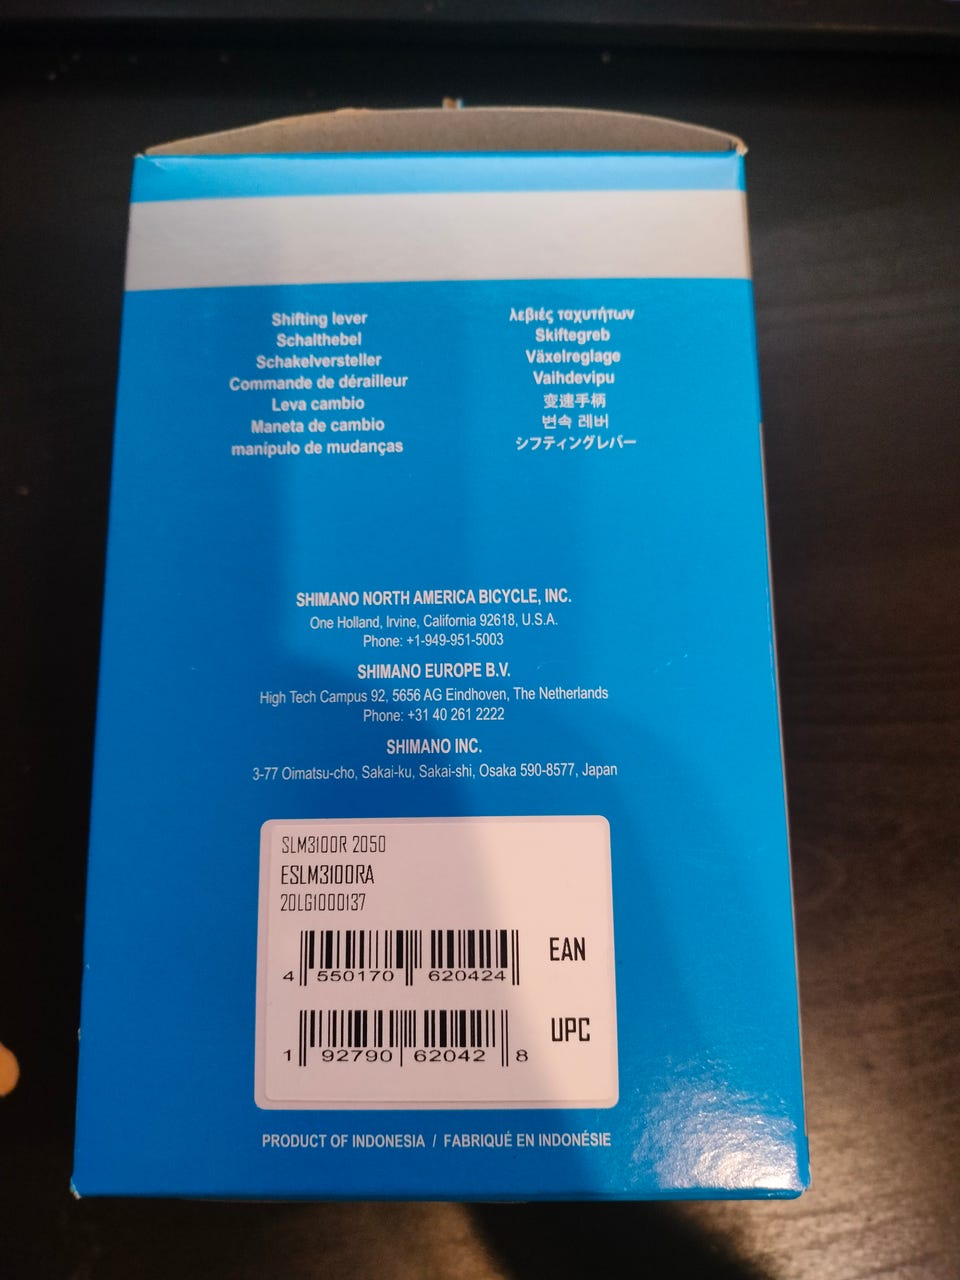 Shifting lever
Schalthebel
Schakelversteller
Commande de dérailleur
Leva cambio
Maneta de cambio
manípulo de mudanças
λεβιές ταχυτήτων
Skiftegreb
Växelreglage
Vaihdevipu
变速手柄
변속 레버
シフティングレバー
SHIMANO NORTH AMERICA BICYCLE, INC.
One Holland, Irvine, California 92618, U.S.A.
Phone: +1-949-951-5003
SHIMANO EUROPE B.V.
High Tech Campus 92, 5656 AG Eindhoven, The Netherlands
Phone: +31 40 261 2222
SHIMANO INC.
3-77 Oimatsu-cho, Sakai-ku, Sakai-shi, Osaka 590-8577, Japan
SLM3100R 2050
ESLM3100RA
20LG1000137
4 550170 620424 EAN
1 92790 62042 8 UPC
PRODUCT OF INDONESIA / FABRIQUÉ EN INDONÉSIE